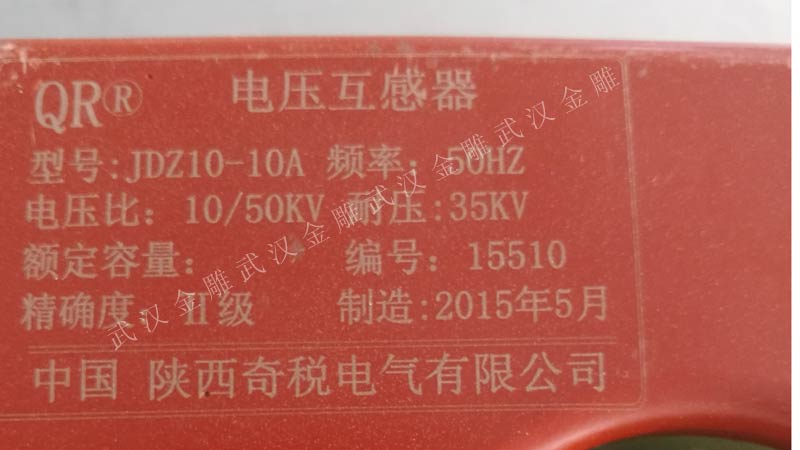 QR® 电压互感器
型号:JDZ10-10A 频率: 50HZ
电压比: 10/50KV 耐压:35KV
额定容量: 编号: 15510
精确度 II级 制造:2015年5月
中国 陕西奇税电气有限公司
武汉金雕武汉金雕武汉金雕武汉金雕